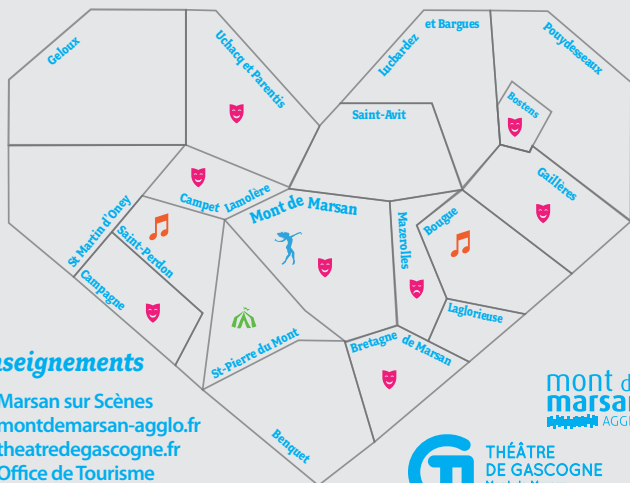 Geloux
Uchacq et Parentis
Lucbardez
et Bargues
Pouydesseaux
Saint-Avit
Bostens
Gaillères
Campet Lamolère
Mont de Marsan
St Martin d'Oney
Saint-Perdon
Campagne
Mazerolles
Bougue
Laglorieuse
St-Pierre du Mont
Bretagne de Marsan
Benquet
nseignements
Marsan sur Scènes
montdemarsan-agglo.fr
theatredegascogne.fr
Office de Tourisme
mont d
marsan
AGGL
THÉÂTRE
DE GASCOGNE